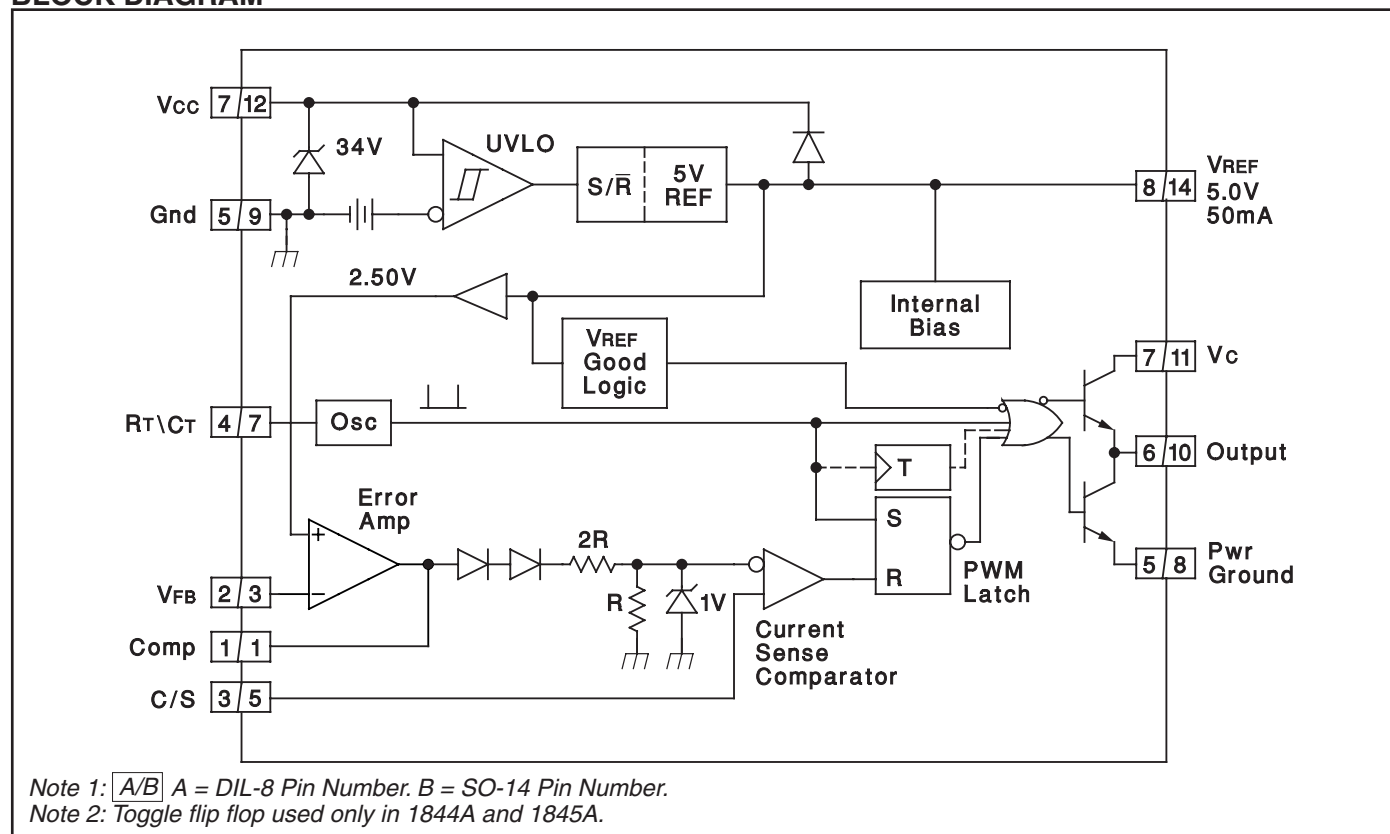 BLOCK DIAGRAM
Vcc 7/12
34V
UVLO
S/R̅
5V
REF
8/14
VREF
5.0V
50mA
Gnd 5/9
2.50V
Internal
Bias
VREF
Good
Logic
7/11 Vc
RT\CT 4/7
Osc
T
6/10 Output
Error
Amp
+
−
2R
R
1V
S
R
PWM
Latch
5/8
Pwr
Ground
VFB 2/3
Comp 1/1
Current
Sense
Comparator
C/S 3/5
Note 1: A/B A = DIL-8 Pin Number. B = SO-14 Pin Number.
Note 2: Toggle flip flop used only in 1844A and 1845A.